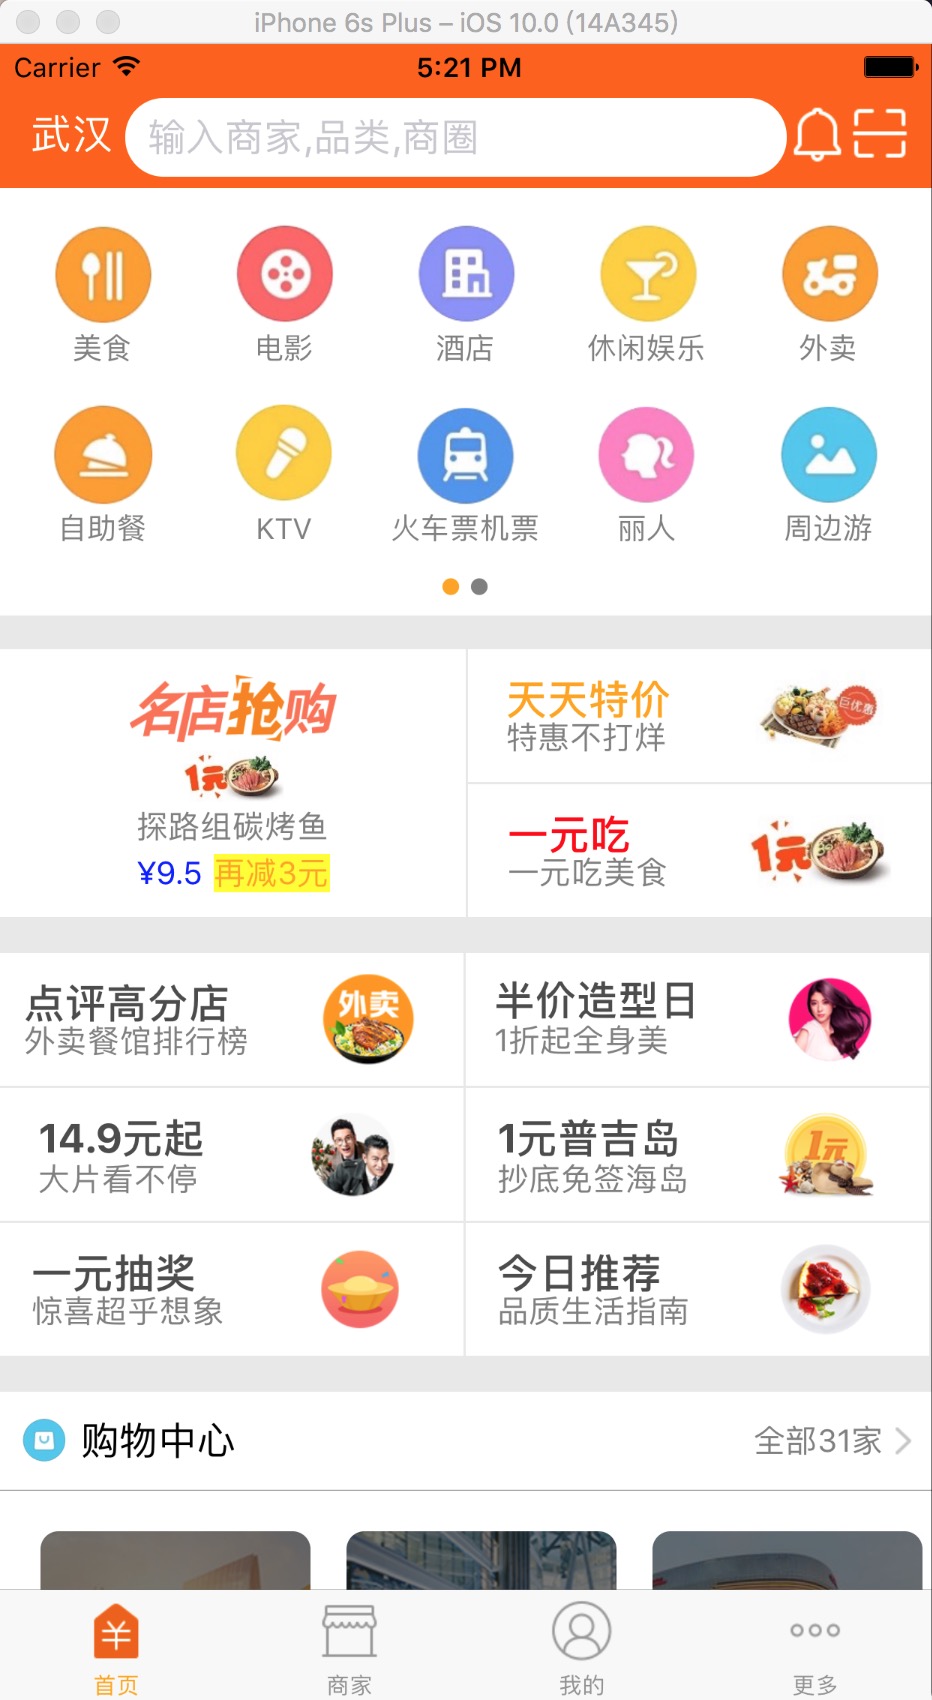 iPhone 6s Plus – iOS 10.0 (14A345)
Carrier 5:21 PM
武汉 输入商家,品类,商圈
美食 电影 酒店 休闲娱乐 外卖
自助餐 KTV 火车票机票 丽人 周边游
名店抢购
1元
探路组碳烤鱼
¥9.5 再减3元
天天特价
特惠不打烊
巨优惠
一元吃
一元吃美食
1元
点评高分店
外卖餐馆排行榜
外卖
半价造型日
1折起全身美
14.9元起
大片看不停
1元普吉岛
抄底免签海岛
1元
一元抽奖
惊喜超乎想象
今日推荐
品质生活指南
购物中心 全部31家
¥
首页 商家 我的 更多